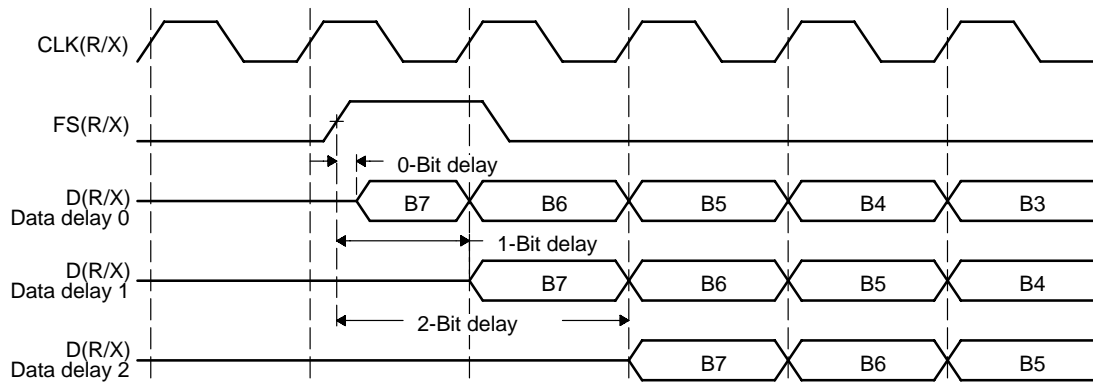 CLK(R/X)
FS(R/X)
0-Bit delay
D(R/X)
Data delay 0
B7 B6 B5 B4 B3
1-Bit delay
D(R/X)
Data delay 1
B7 B6 B5 B4
2-Bit delay
D(R/X)
Data delay 2
B7 B6 B5